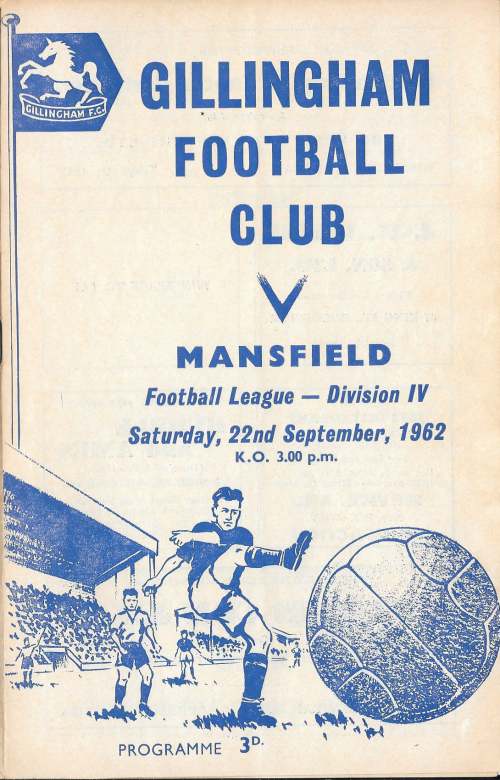 GILLINGHAM F.C.
GILLINGHAM
FOOTBALL
CLUB
V
MANSFIELD
Football League — Division IV
Saturday, 22nd September, 1962
K.O. 3.00 p.m.
PROGRAMME 3D.